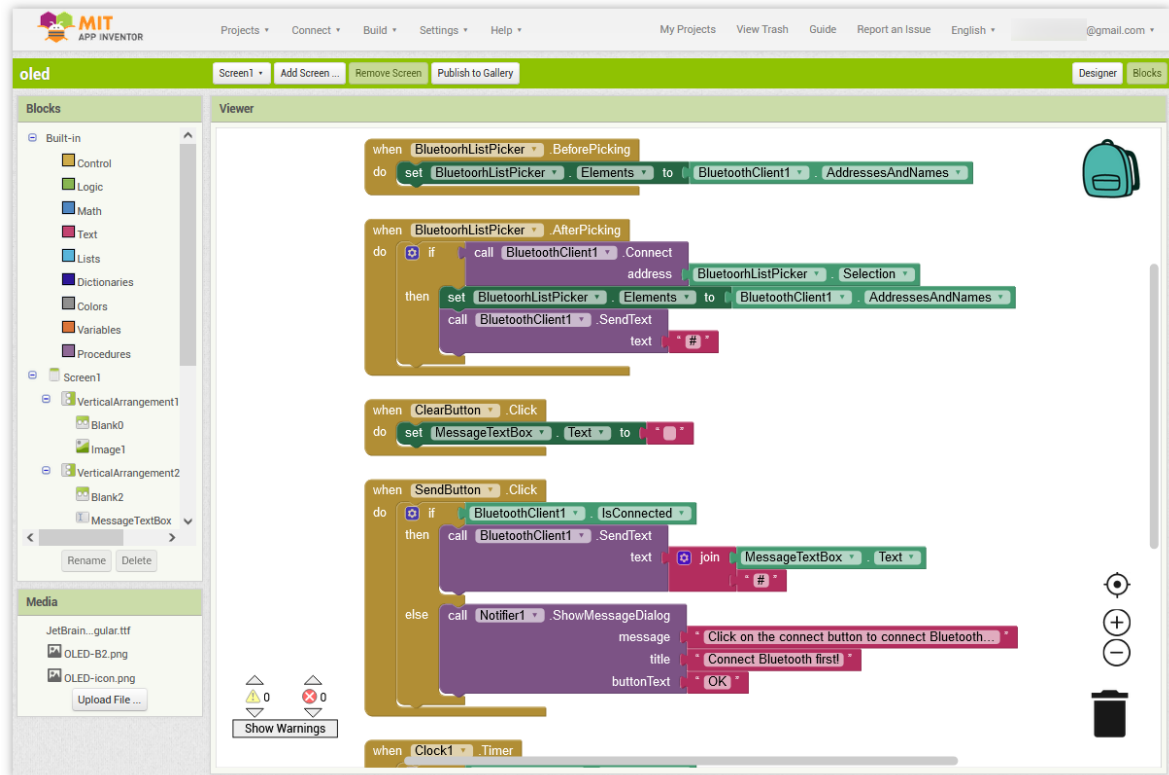 MIT
APP INVENTOR
Projects Connect Build Settings Help My Projects View Trash Guide Report an Issue English @gmail.com
oled Screen1 Add Screen ... Remove Screen Publish to Gallery Designer Blocks
Blocks
Built-in
Control
Logic
Math
Text
Lists
Dictionaries
Colors
Variables
Procedures
Screen1
VerticalArrangement1
Blank0
Image1
VerticalArrangement2
Blank2
MessageTextBox
Rename Delete
Media
JetBrain...gular.ttf
OLED-B2.png
OLED-icon.png
Upload File ...
Viewer
when BluetoorhListPicker .BeforePicking
do set BluetoorhListPicker . Elements to BluetoothClient1 . AddressesAndNames
when BluetoorhListPicker .AfterPicking
do if call BluetoothClient1 .Connect
address BluetoorhListPicker . Selection
then set BluetoorhListPicker . Elements to BluetoothClient1 . AddressesAndNames
call BluetoothClient1 .SendText
text " # "
when ClearButton .Click
do set MessageTextBox . Text to " "
when SendButton .Click
do if BluetoothClient1 . IsConnected
then call BluetoothClient1 .SendText
text join MessageTextBox . Text
" # "
else call Notifier1 .ShowMessageDialog
message " Click on the connect button to connect Bluetooth... "
title " Connect Bluetooth first! "
buttonText " OK "
when Clock1 .Timer
0 0
Show Warnings